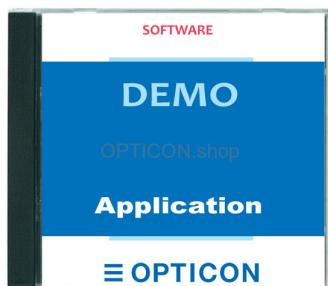 SOFTWARE
DEMO
OPTICON.shop
Application
OPTICON